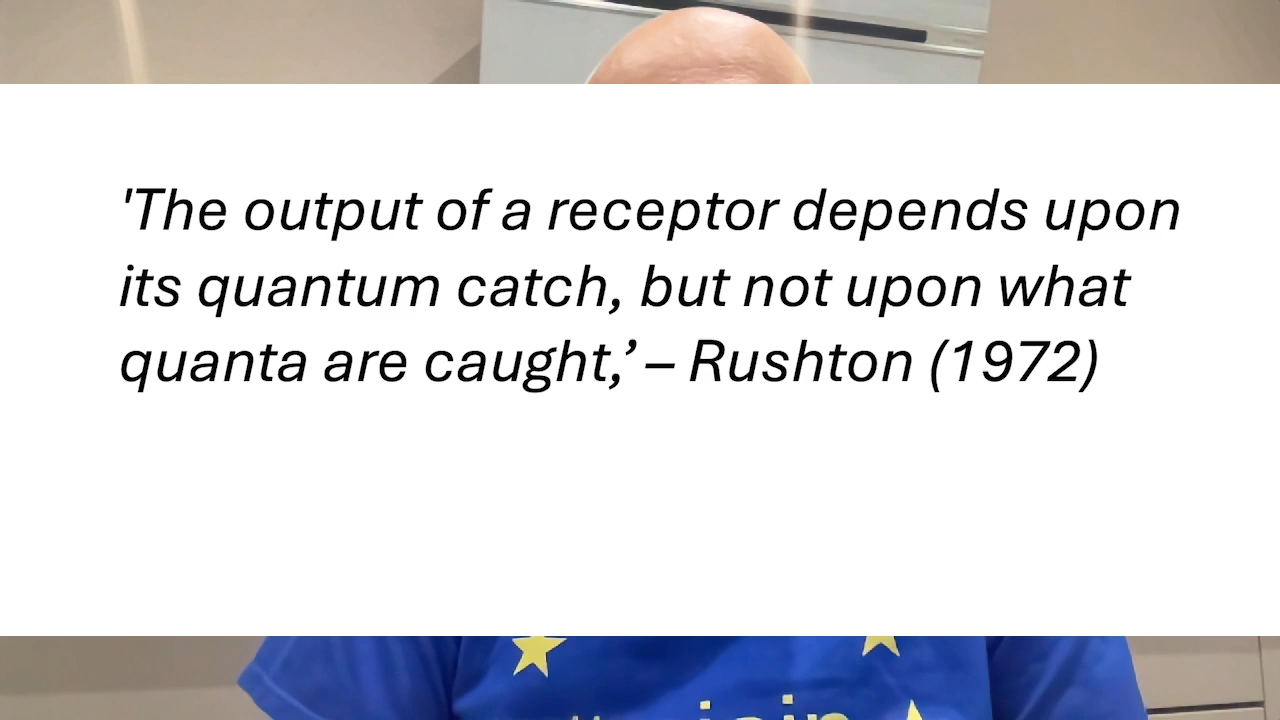 'The output of a receptor depends upon
its quantum catch, but not upon what
quanta are caught,’ – Rushton (1972)